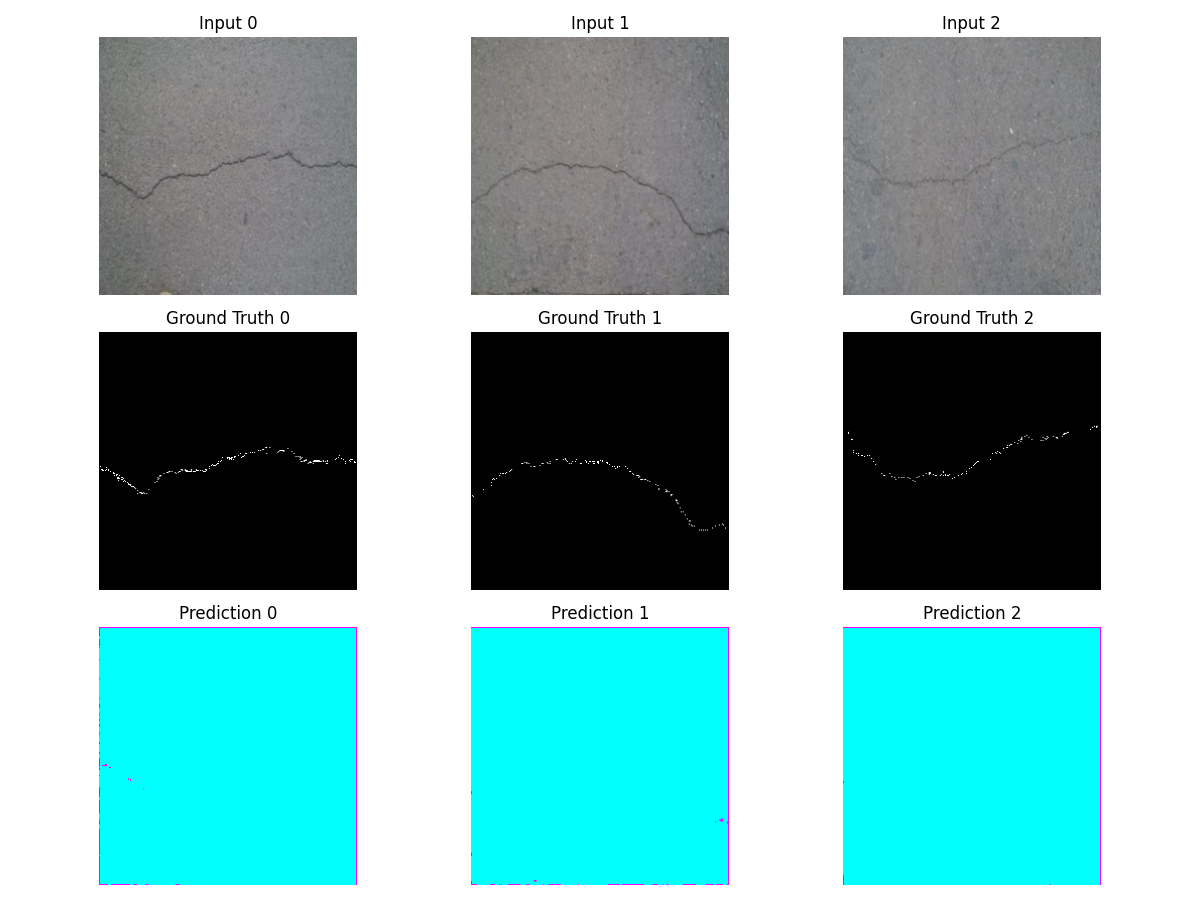 Input 0
Input 1
Input 2
Ground Truth 0
Ground Truth 1
Ground Truth 2
Prediction 0
Prediction 1
Prediction 2